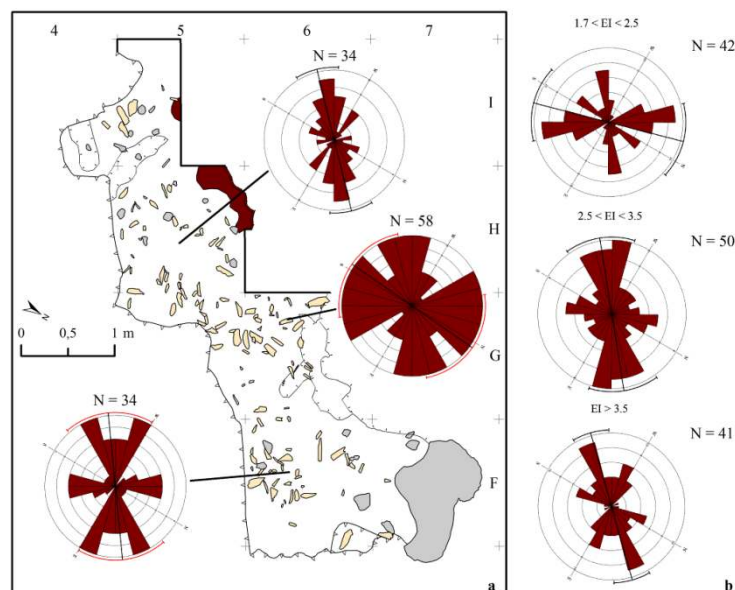 4 5 6 7
N = 34
I
N = 58
H
N
0 0,5 1 m
G
N = 34
F
a
1.7 < EI < 2.5
N = 42
2.5 < EI < 3.5
N = 50
EI > 3.5
N = 41
b